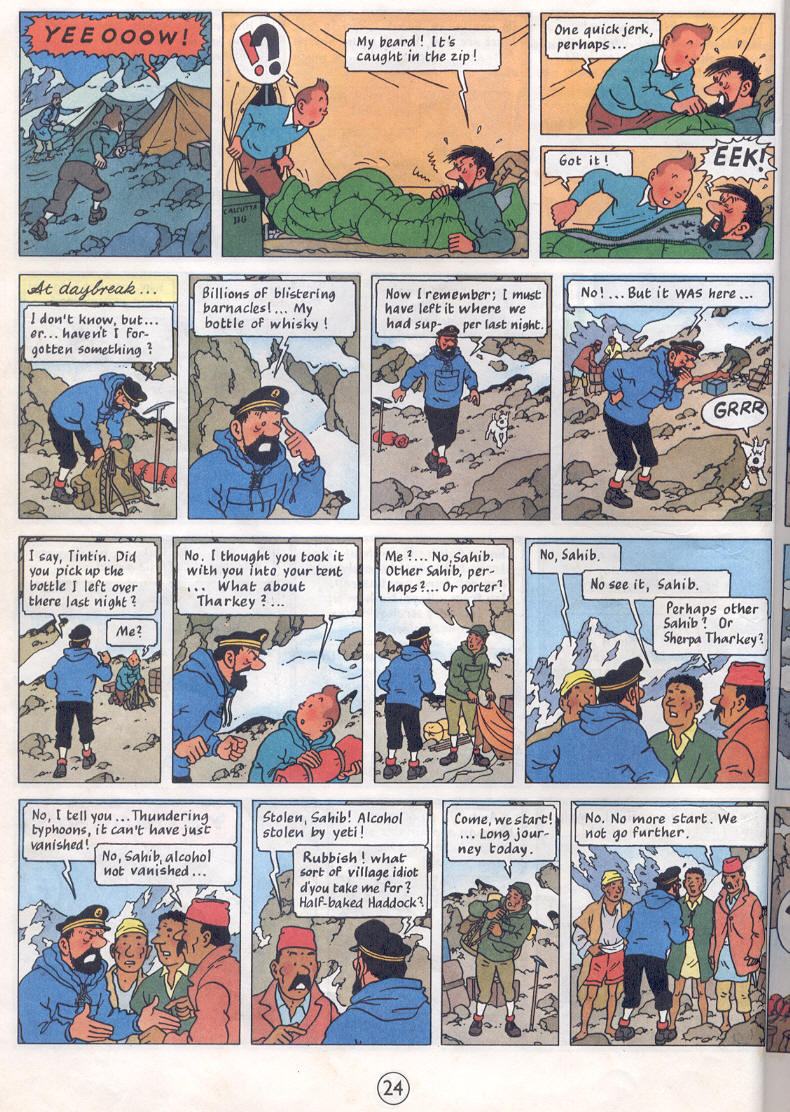 YEEOOOW!
!?
My beard! It's
caught in the zip!
CALCUTTA
One quick jerk,
perhaps...
Got it!
EEK!
At daybreak...
I don't know, but...
er... haven't I for-
gotten something?
Billions of blistering
barnacles!... My
bottle of whisky!
Now I remember; I must
have left it where we
had sup- per last night.
No!... But it WAS here...
GRRR
I say, Tintin. Did
you pick up the
bottle I left over
there last night?
Me?
No. I thought you took it
with you into your tent
... What about
Tharkey?...
Me?... No, Sahib.
Other Sahib, per-
haps?... Or porter?
No, Sahib.
No see it, Sahib.
Perhaps other
Sahib? Or
Sherpa Tharkey?
No, I tell you... Thundering
typhoons, it can't have just
vanished!
No, Sahib, alcohol
not vanished...
Stolen, Sahib! Alcohol
stolen by yeti!
Rubbish! what
sort of village idiot
d'you take me for?
Half-baked Haddock?
Come, we start!
... Long jour-
ney today.
No. No more start. We
not go further.
24